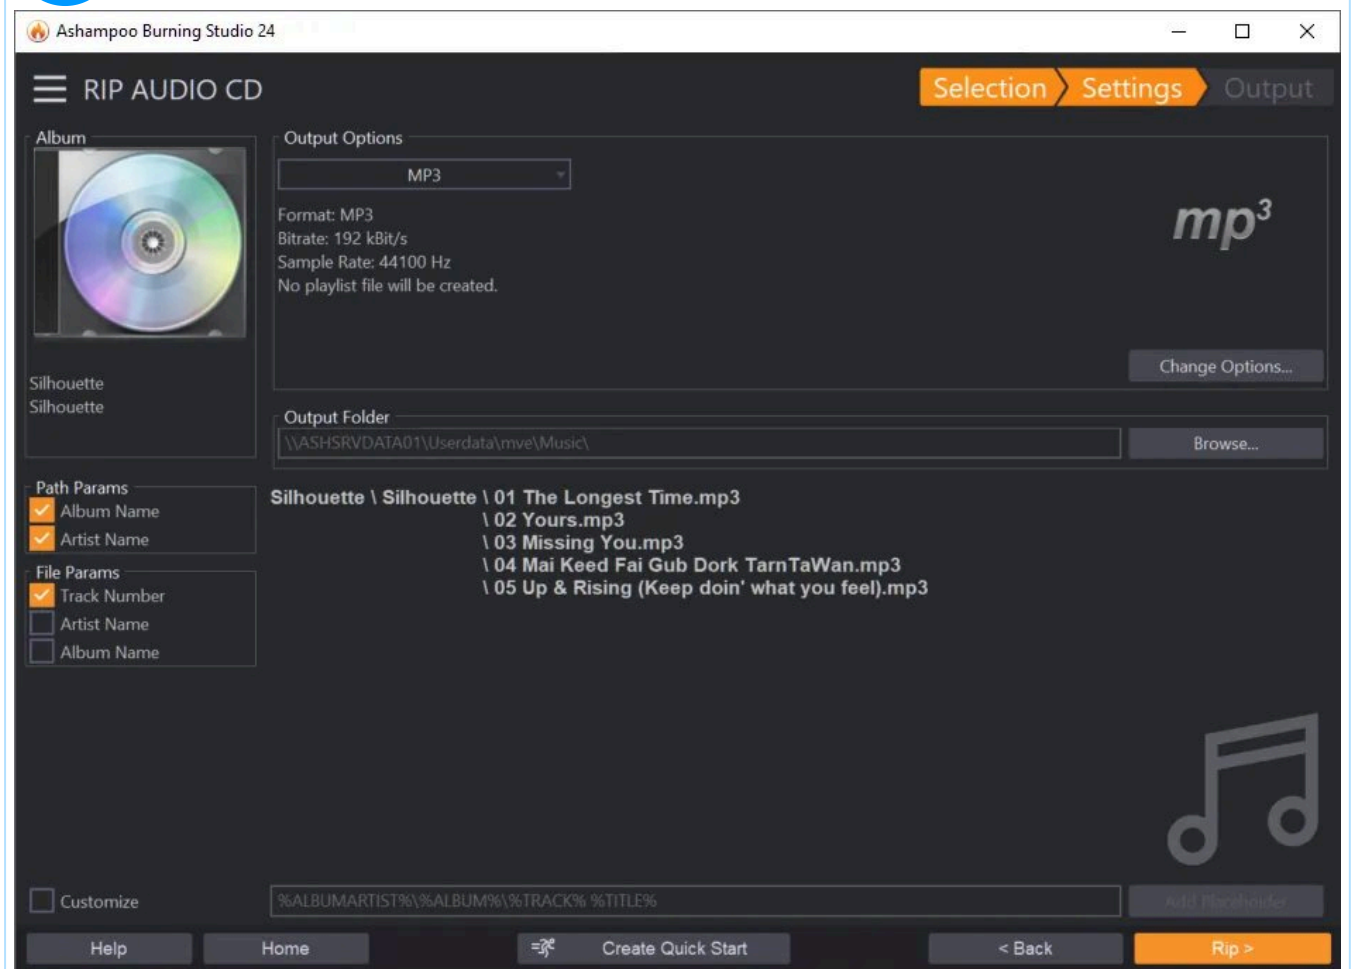 Ashampoo Burning Studio 24
RIP AUDIO CD
Selection
Settings
Output
Album
Silhouette
Silhouette
Output Options
MP3
Format: MP3
Bitrate: 192 kBit/s
Sample Rate: 44100 Hz
No playlist file will be created.
mp3
Change Options...
Output Folder
\\ASHSRVDATA01\Userdata\mve\Music\
Browse...
Path Params
Album Name
Artist Name
File Params
Track Number
Artist Name
Album Name
Silhouette \ Silhouette \ 01 The Longest Time.mp3
\ 02 Yours.mp3
\ 03 Missing You.mp3
\ 04 Mai Keed Fai Gub Dork TarnTaWan.mp3
\ 05 Up & Rising (Keep doin' what you feel).mp3
Customize
%ALBUMARTIST%\%ALBUM%\%TRACK% %TITLE%
Add Placeholder
Help
Home
Create Quick Start
< Back
Rip >